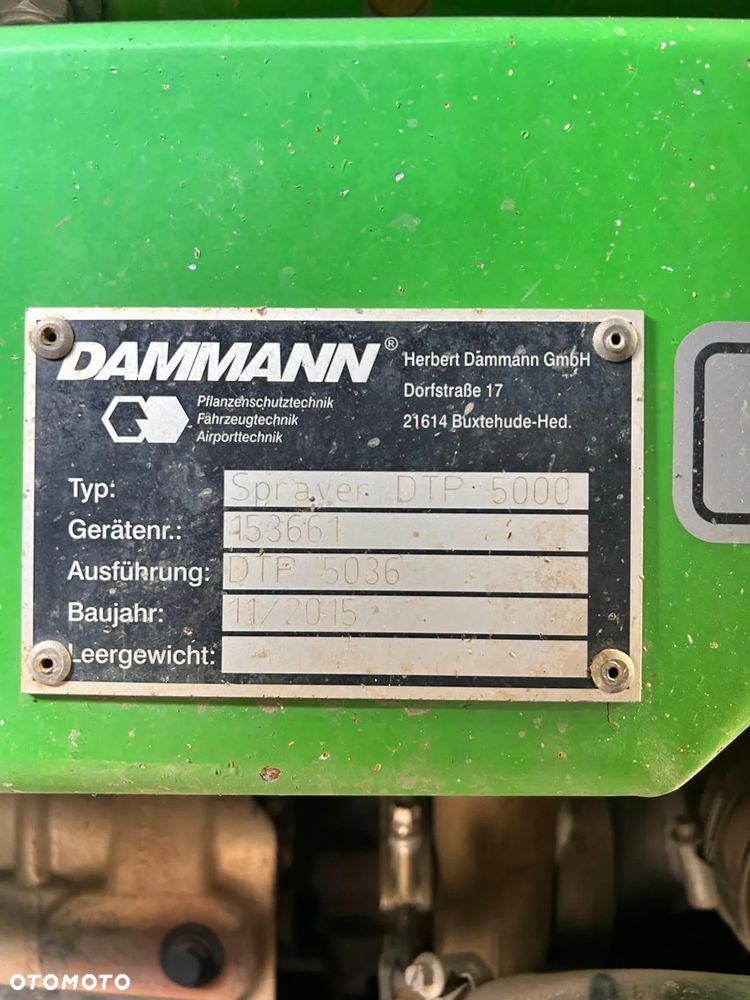 DAMMANN®
Pflanzenschutztechnik
Fahrzeugtechnik
Airporttechnik
Herbert Dammann GmbH
Dorfstraße 17
21614 Buxtehude-Hed.
Typ: Sprayer DTP 5000
Gerätenr.: 153661
Ausführung: DTP 5036
Baujahr: 11/2015
Leergewicht:
OTOMOTO